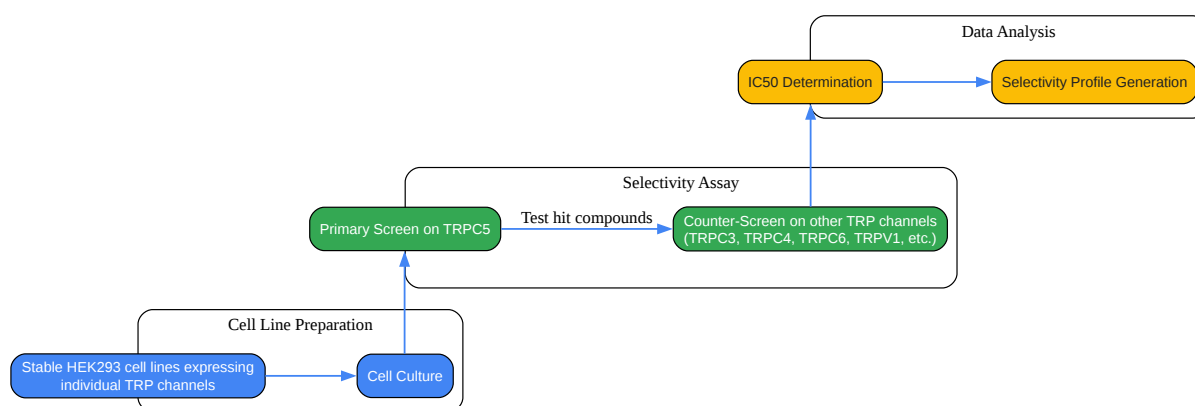 Data Analysis
IC50 Determination
Selectivity Profile Generation
Selectivity Assay
Primary Screen on TRPC5
Test hit compounds
Counter-Screen on other TRP channels
(TRPC3, TRPC4, TRPC6, TRPV1, etc.)
Cell Line Preparation
Stable HEK293 cell lines expressing
individual TRP channels
Cell Culture